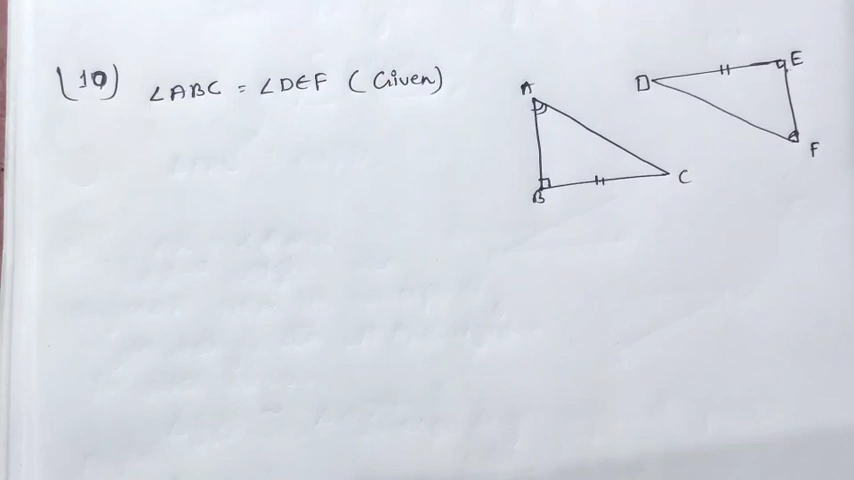 (10) ∠ABC = ∠DEF (Given)
A
B
C
D
E
F